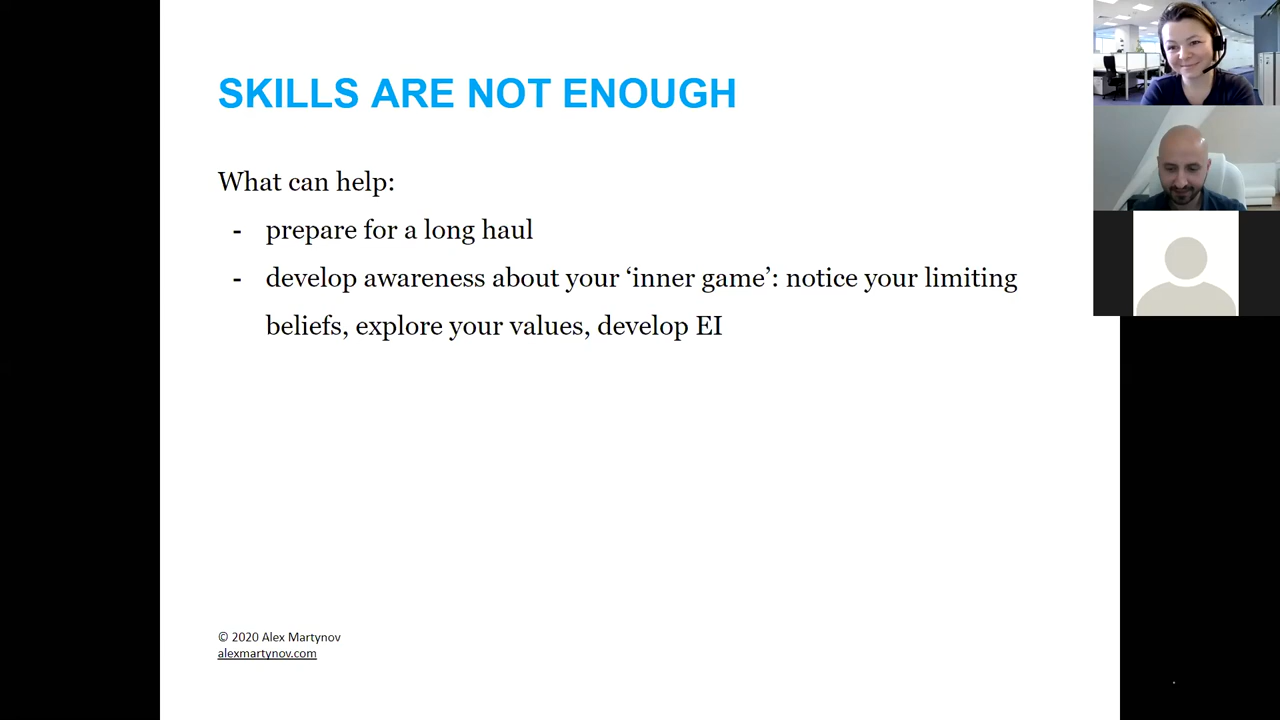 SKILLS ARE NOT ENOUGH
What can help:
- prepare for a long haul
- develop awareness about your ‘inner game’: notice your limiting
beliefs, explore your values, develop EI
© 2020 Alex Martynov
alexmartynov.com